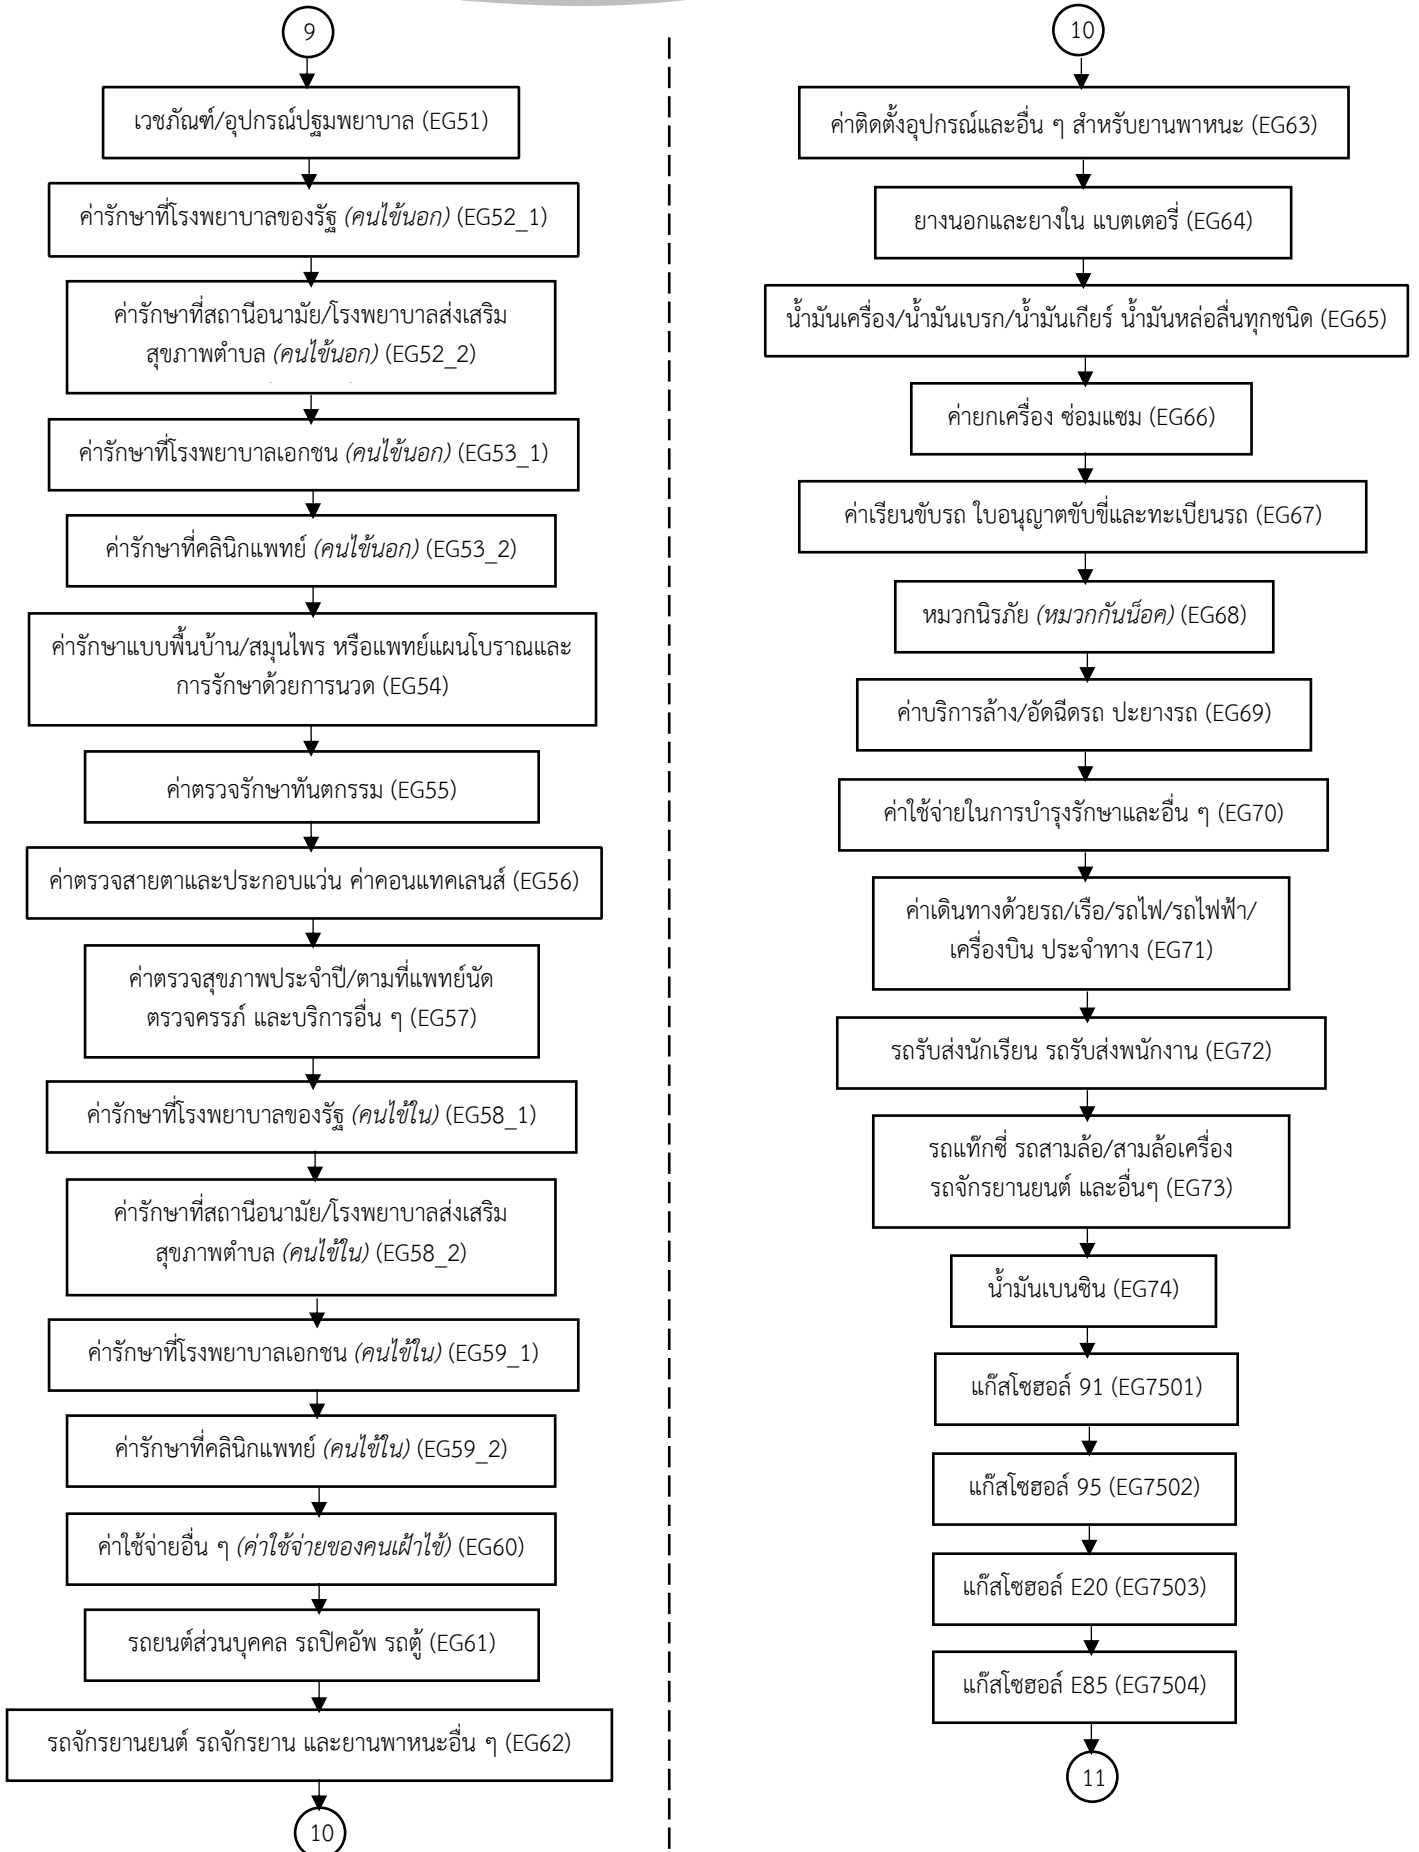 9
เวชภัณฑ์/อุปกรณ์ปฐมพยาบาล (EG51)
ค่ารักษาที่โรงพยาบาลของรัฐ (คนไข้นอก) (EG52_1)
ค่ารักษาที่สถานีอนามัย/โรงพยาบาลส่งเสริม
สุขภาพตำบล (คนไข้นอก) (EG52_2)
ค่ารักษาที่โรงพยาบาลเอกชน (คนไข้นอก) (EG53_1)
ค่ารักษาที่คลินิกแพทย์ (คนไข้นอก) (EG53_2)
ค่ารักษาแบบพื้นบ้าน/สมุนไพร หรือแพทย์แผนโบราณและ
การรักษาด้วยการนวด (EG54)
ค่าตรวจรักษาทันตกรรม (EG55)
ค่าตรวจสายตาและประกอบแว่น ค่าคอนแทคเลนส์ (EG56)
ค่าตรวจสุขภาพประจำปี/ตามที่แพทย์นัด
ตรวจครรภ์ และบริการอื่น ๆ (EG57)
ค่ารักษาที่โรงพยาบาลของรัฐ (คนไข้ใน) (EG58_1)
ค่ารักษาที่สถานีอนามัย/โรงพยาบาลส่งเสริม
สุขภาพตำบล (คนไข้ใน) (EG58_2)
ค่ารักษาที่โรงพยาบาลเอกชน (คนไข้ใน) (EG59_1)
ค่ารักษาที่คลินิกแพทย์ (คนไข้ใน) (EG59_2)
ค่าใช้จ่ายอื่น ๆ (ค่าใช้จ่ายของคนเฝ้าไข้) (EG60)
รถยนต์ส่วนบุคคล รถปิคอัพ รถตู้ (EG61)
รถจักรยานยนต์ รถจักรยาน และยานพาหนะอื่น ๆ (EG62)
10
10
ค่าติดตั้งอุปกรณ์และอื่น ๆ สำหรับยานพาหนะ (EG63)
ยางนอกและยางใน แบตเตอรี่ (EG64)
น้ำมันเครื่อง/น้ำมันเบรก/น้ำมันเกียร์ น้ำมันหล่อลื่นทุกชนิด (EG65)
ค่ายกเครื่อง ซ่อมแซม (EG66)
ค่าเรียนขับรถ ใบอนุญาตขับขี่และทะเบียนรถ (EG67)
หมวกนิรภัย (หมวกกันน็อค) (EG68)
ค่าบริการล้าง/อัดฉีดรถ ปะยางรถ (EG69)
ค่าใช้จ่ายในการบำรุงรักษาและอื่น ๆ (EG70)
ค่าเดินทางด้วยรถ/เรือ/รถไฟ/รถไฟฟ้า/
เครื่องบิน ประจำทาง (EG71)
รถรับส่งนักเรียน รถรับส่งพนักงาน (EG72)
รถแท๊กซี่ รถสามล้อ/สามล้อเครื่อง
รถจักรยานยนต์ และอื่นๆ (EG73)
น้ำมันเบนซิน (EG74)
แก๊สโซฮอล์ 91 (EG7501)
แก๊สโซฮอล์ 95 (EG7502)
แก๊สโซฮอล์ E20 (EG7503)
แก๊สโซฮอล์ E85 (EG7504)
11